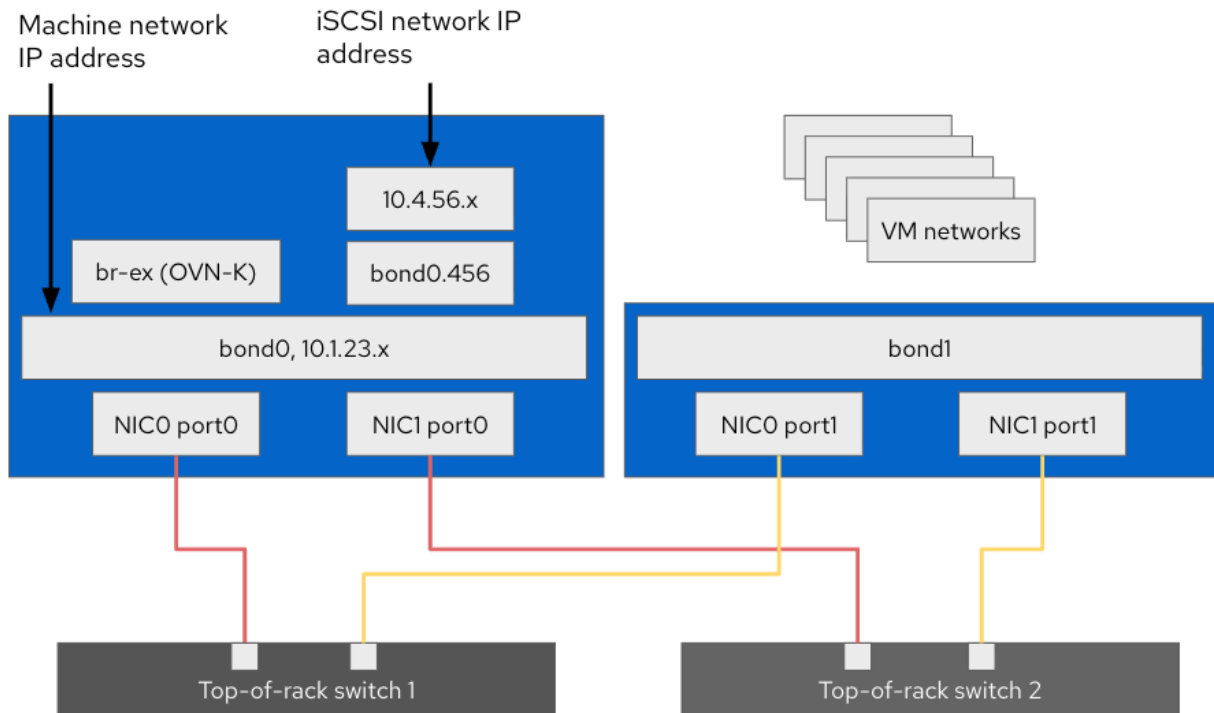 Machine network
IP address
iSCSI network IP
address
10.4.56.x
br-ex (OVN-K)
bond0.456
bond0, 10.1.23.x
NIC0 port0
NIC1 port0
VM networks
bond1
NIC0 port1
NIC1 port1
Top-of-rack switch 1
Top-of-rack switch 2